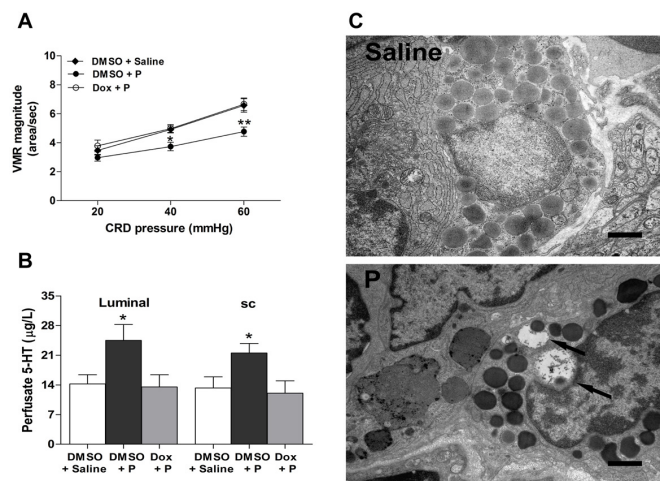 A
DMSO + Saline
DMSO + P
Dox + P
VMR magnitude
(area/sec)
10
8
6
4
2
0
*
**
20
40
60
CRD pressure (mmHg)
B
Luminal
sc
Perfusate 5-HT (µg/L)
35
28
21
14
7
0
*
*
DMSO + Saline
DMSO + P
Dox + P
DMSO + Saline
DMSO + P
Dox + P
C
Saline
P